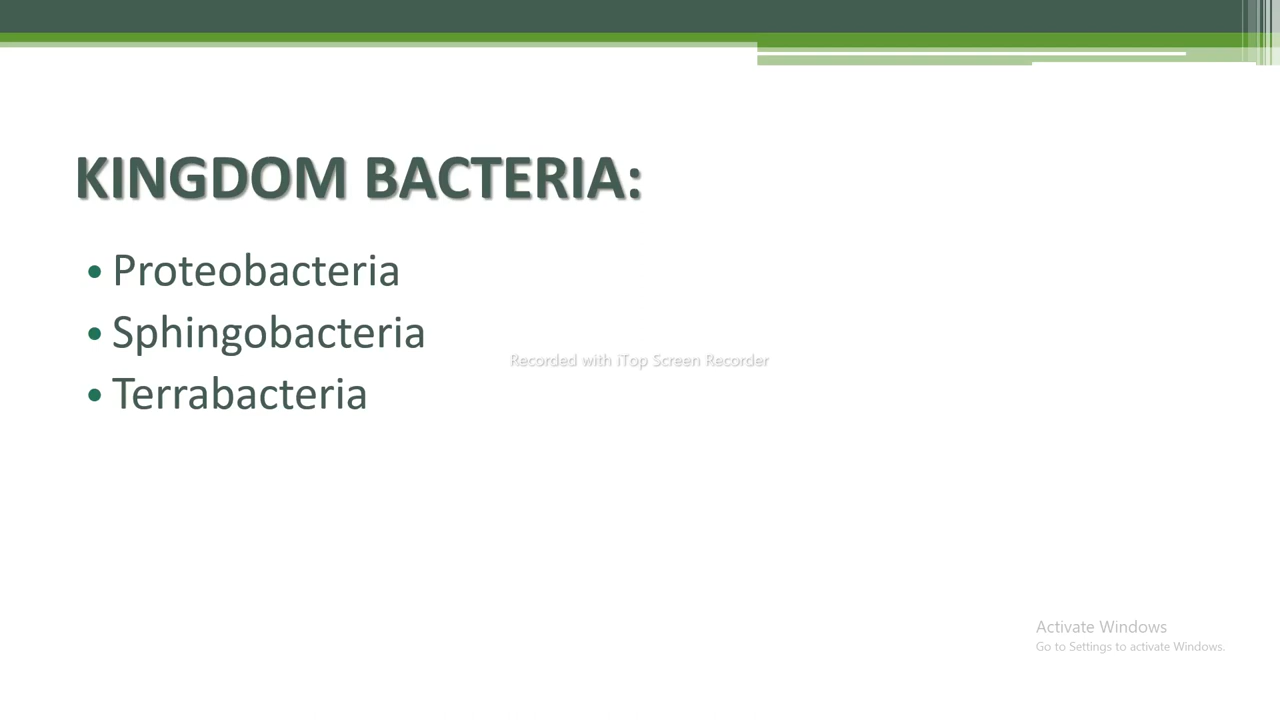 KINGDOM BACTERIA:
• Proteobacteria
• Sphingobacteria
Recorded with iTop Screen Recorder
• Terrabacteria
Activate Windows
Go to Settings to activate Windows.